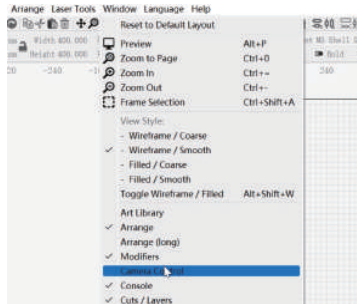 Arrange Laser Tools Window Language Help
Reset to Default Layout
Width 400.000
Height 400.000
Preview Alt+P
Zoom to Page Ctrl+0
Zoom In Ctrl+=
Zoom Out Ctrl+-
Frame Selection Ctrl+Shift+A
Bold
240
View Style:
- Wireframe / Coarse
✓ - Wireframe / Smooth
- Filled / Coarse
- Filled / Smooth
Toggle Wireframe / Filled Alt+Shift+W
Art Library
✓ Arrange
Arrange (long)
✓ Modifiers
Camera Control
✓ Console
✓ Cuts / Layers